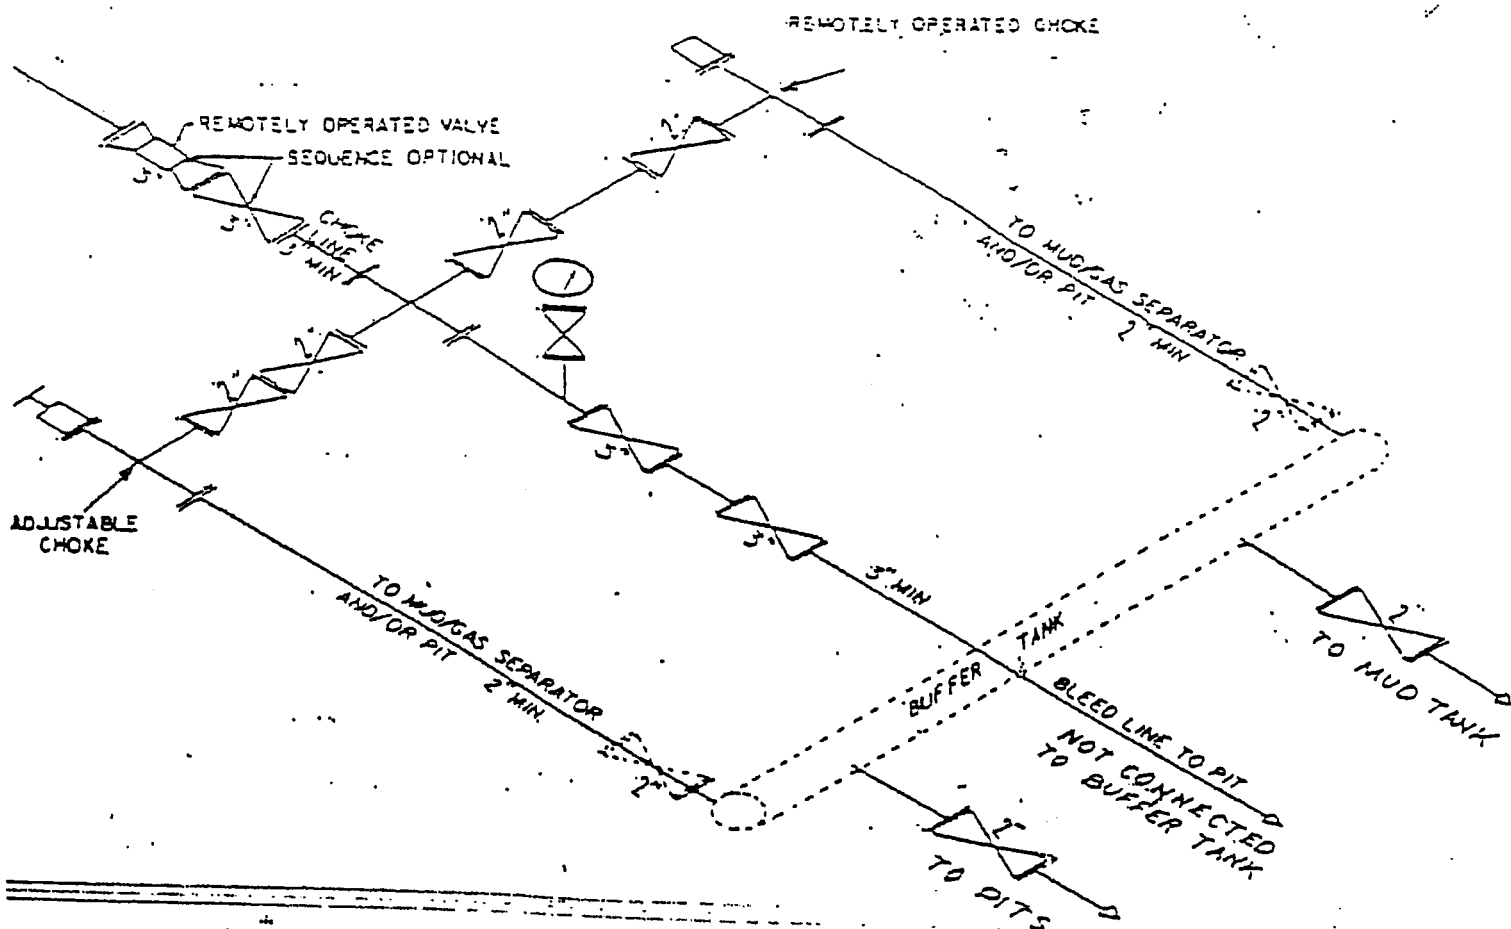 REMOTELY OPERATED CHOKE
REMOTELY OPERATED VALVE
SEQUENCE OPTIONAL
3"
3"
CHOKE
LINE
3" MIN
2"
2"
2"
2"
TO MUD/GAS SEPARATOR
AND/OR PIT
2" MIN
2"
ADJUSTABLE
CHOKE
3"
3"
3" MIN
TO MUD/GAS SEPARATOR
AND/OR PIT
2" MIN.
2"
BUFFER TANK
2"
TO MUD TANK
BLEED LINE TO PIT
NOT CONNECTED
TO BUFFER TANK
2"
TO PITS